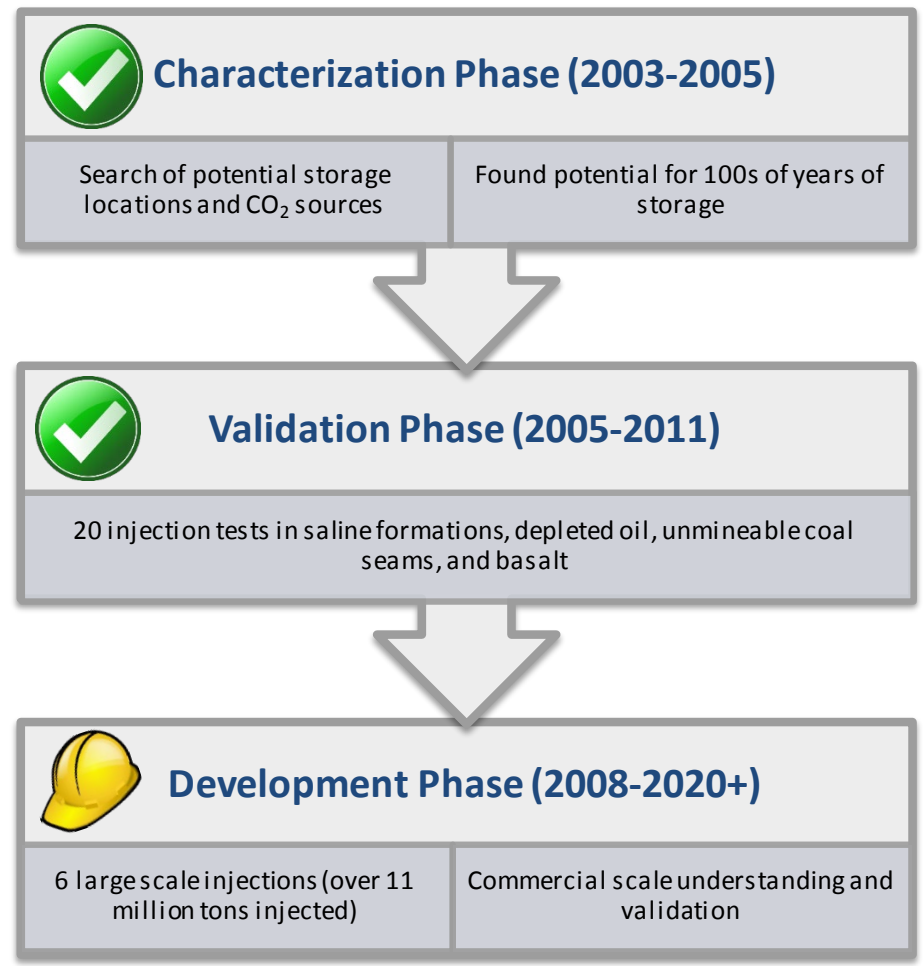 Characterization Phase (2003-2005)
Search of potential storage
locations and CO₂ sources
Found potential for 100s of years of
storage
Validation Phase (2005-2011)
20 injection tests in saline formations, depleted oil, unmineable coal
seams, and basalt
Development Phase (2008-2020+)
6 large scale injections (over 11
million tons injected)
Commercial scale understanding and
validation